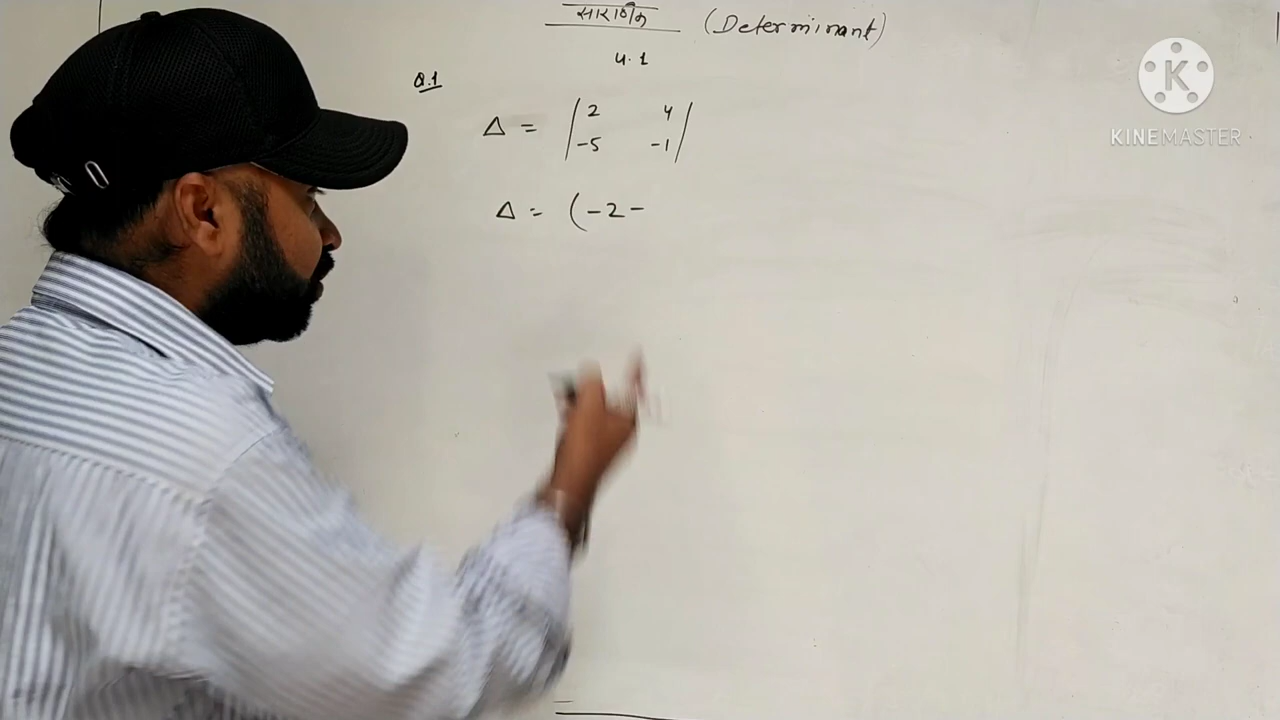 सारणिक (Determinant)
4.1
Q.1
Δ = | 2 4 |
| -5 -1 |
Δ = (-2 -
K
KINEMASTER